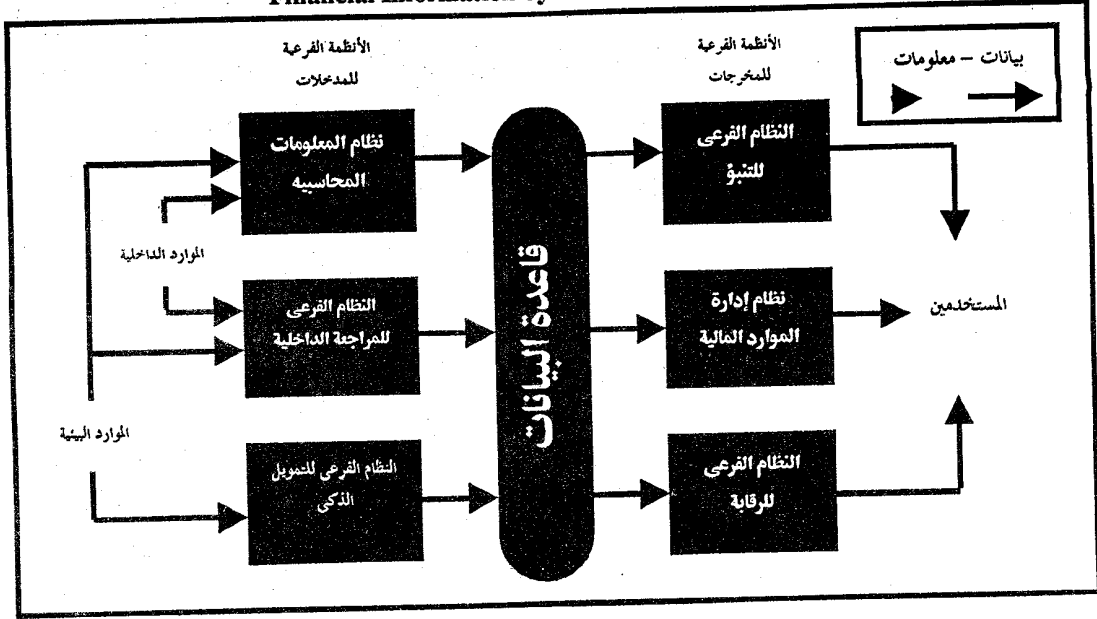 Financial Information
الأنظمة الفرعية
للمدخلات
الأنظمة الفرعية
للمخرجات
بيانات – معلومات
نظام المعلومات
المحاسبيه
النظام الفرعى
للتنبؤ
الموارد الداخلية
قاعدة البيانات
النظام الفرعى
للمراجعة الداخلية
نظام إدارة
الموارد المالية
المستخدمين
الموارد البيئية
النظام الفرعى للتمويل
الذكى
النظام الفرعى
للرقابة